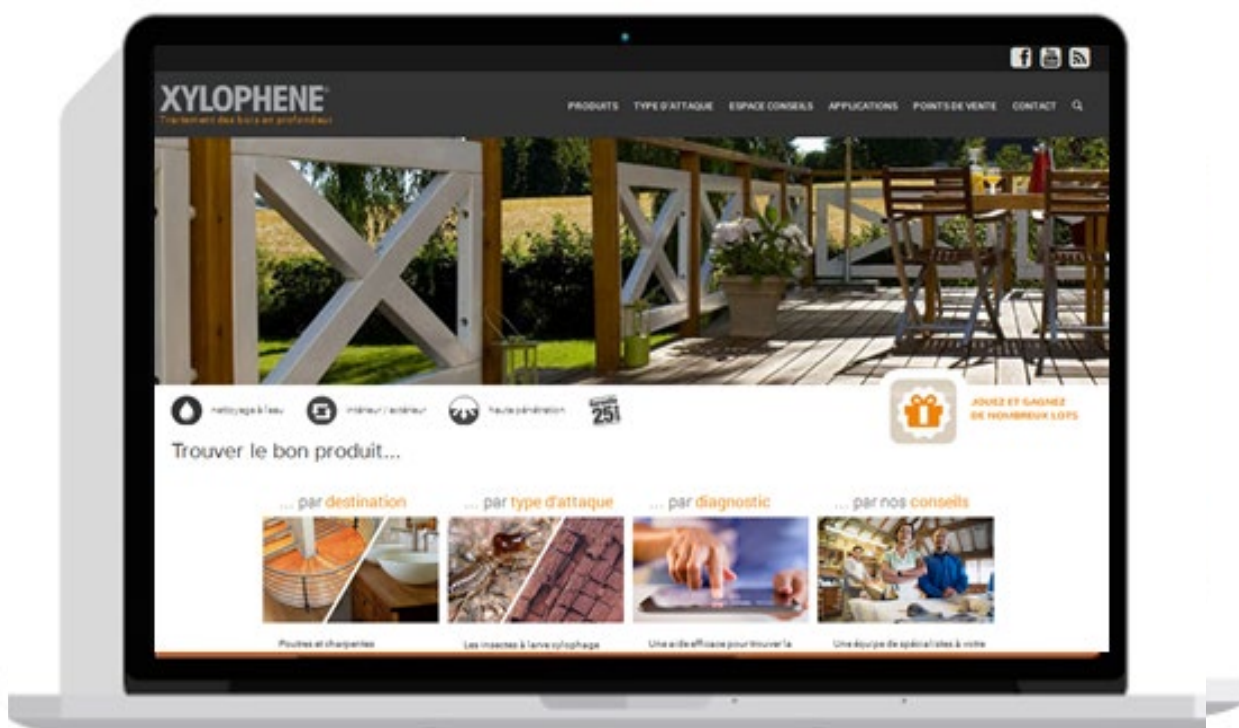 XYLOPHENE
Traitement des bois en profondeur
PRODUITS TYPE D'ATTAQUE ESPACE CONSEILS APPLICATIONS POINTS DE VENTE CONTACT
nettoyage à l'eau
intérieur / extérieur
haute pénétration
25
JOUEZ ET GAGNEZ
DE NOMBREUX LOTS
Trouver le bon produit...
... par destination
... par type d'attaque
... par diagnostic
... par nos conseils
Poutres et charpentes
Les insectes à larve xylophage
Une aide efficace pour trouver la
Une équipe de spécialistes à votre